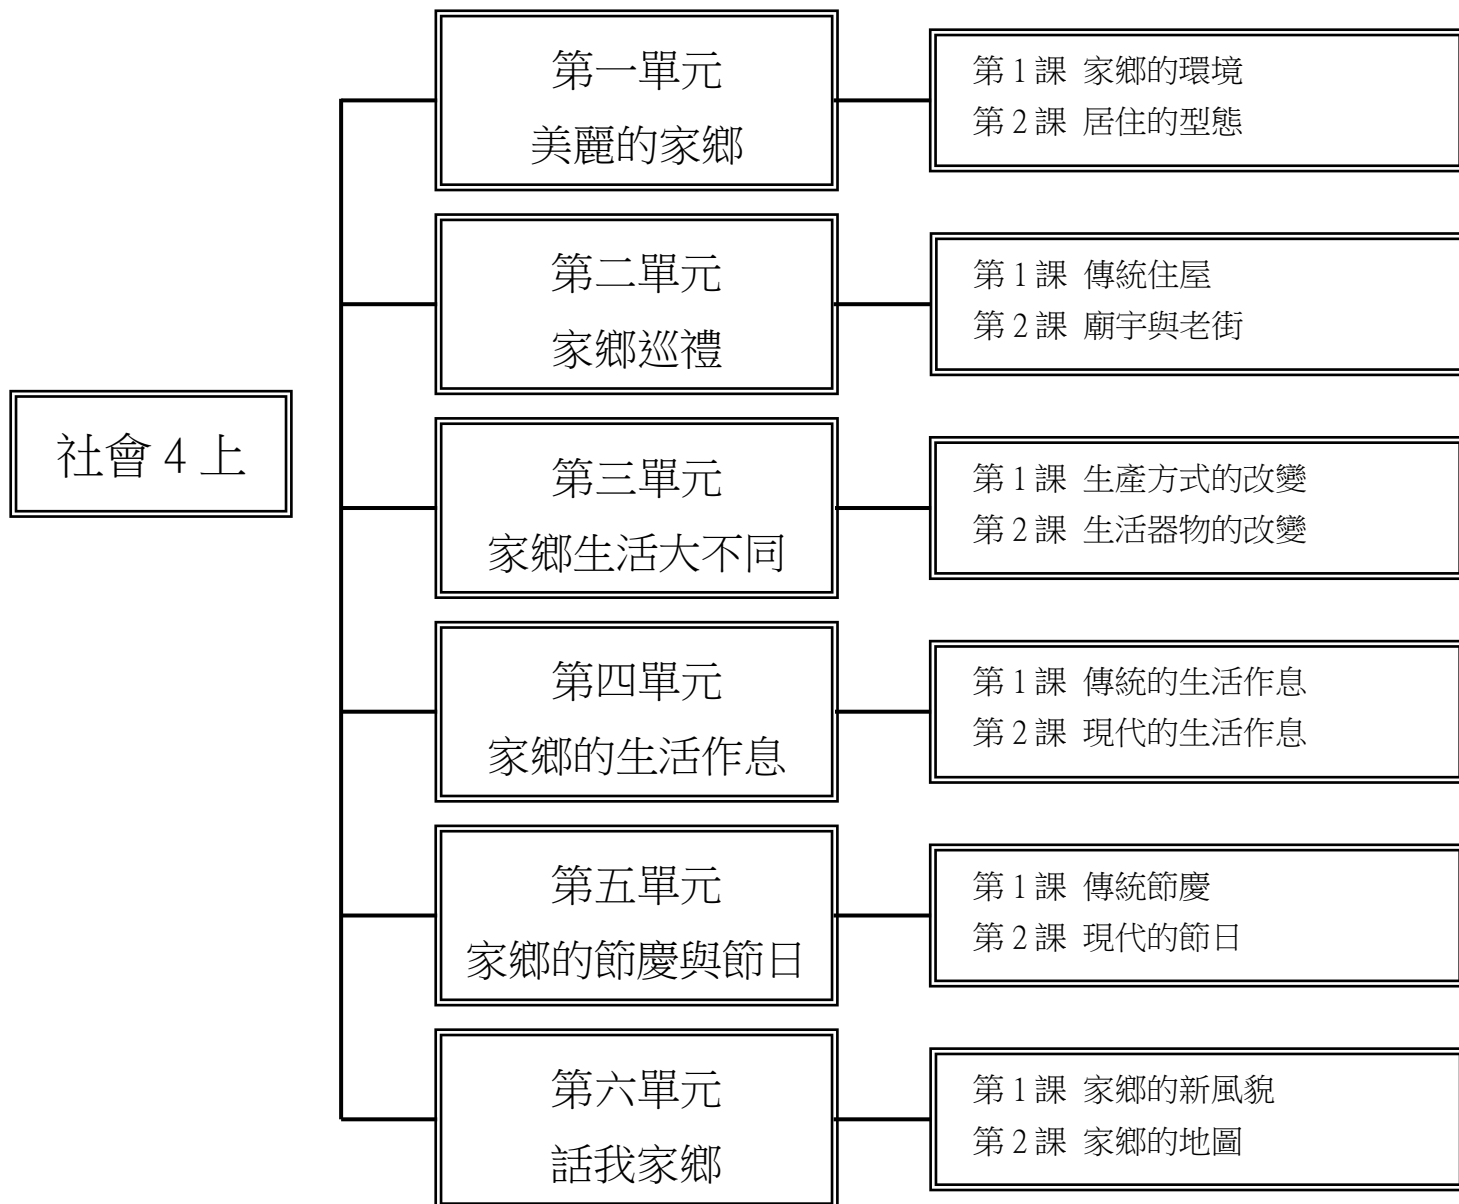 社會 4 上
第一單元
美麗的家鄉
第 1 課 家鄉的環境
第 2 課 居住的型態
第二單元
家鄉巡禮
第 1 課 傳統住屋
第 2 課 廟宇與老街
第三單元
家鄉生活大不同
第 1 課 生產方式的改變
第 2 課 生活器物的改變
第四單元
家鄉的生活作息
第 1 課 傳統的生活作息
第 2 課 現代的生活作息
第五單元
家鄉的節慶與節日
第 1 課 傳統節慶
第 2 課 現代的節日
第六單元
話我家鄉
第 1 課 家鄉的新風貌
第 2 課 家鄉的地圖